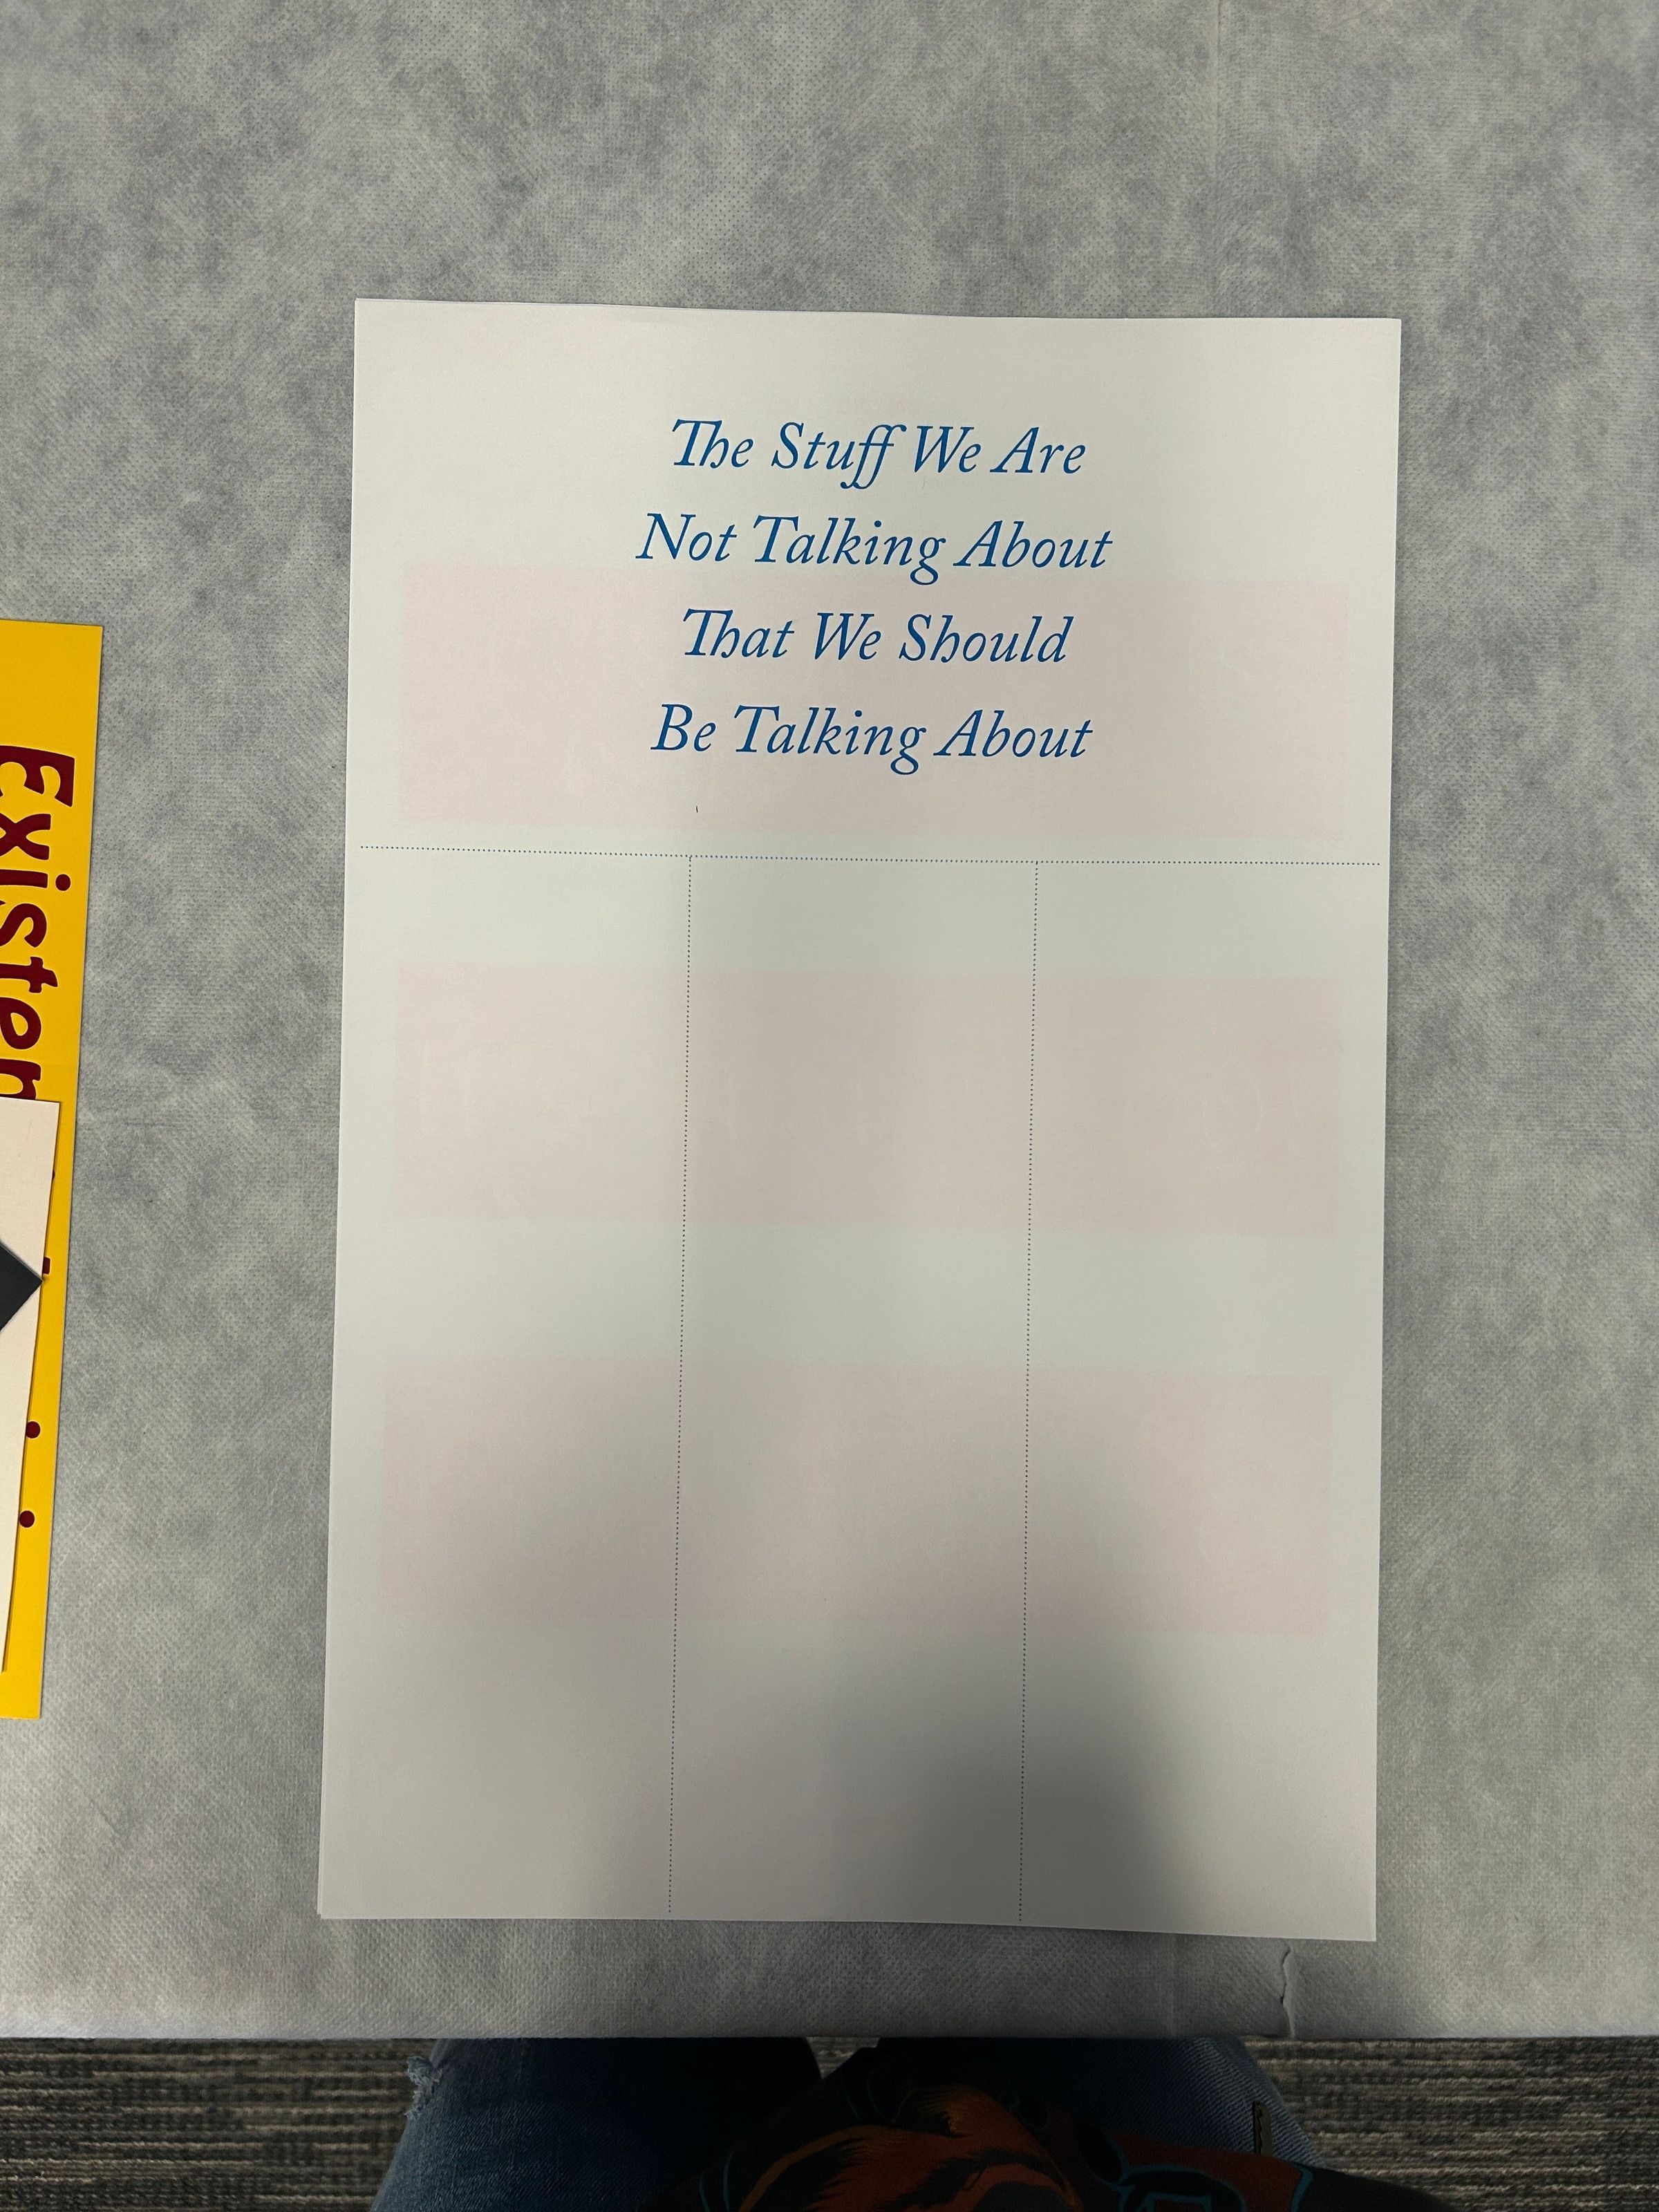 The Stuff We Are
Not Talking About
That We Should
Be Talking About